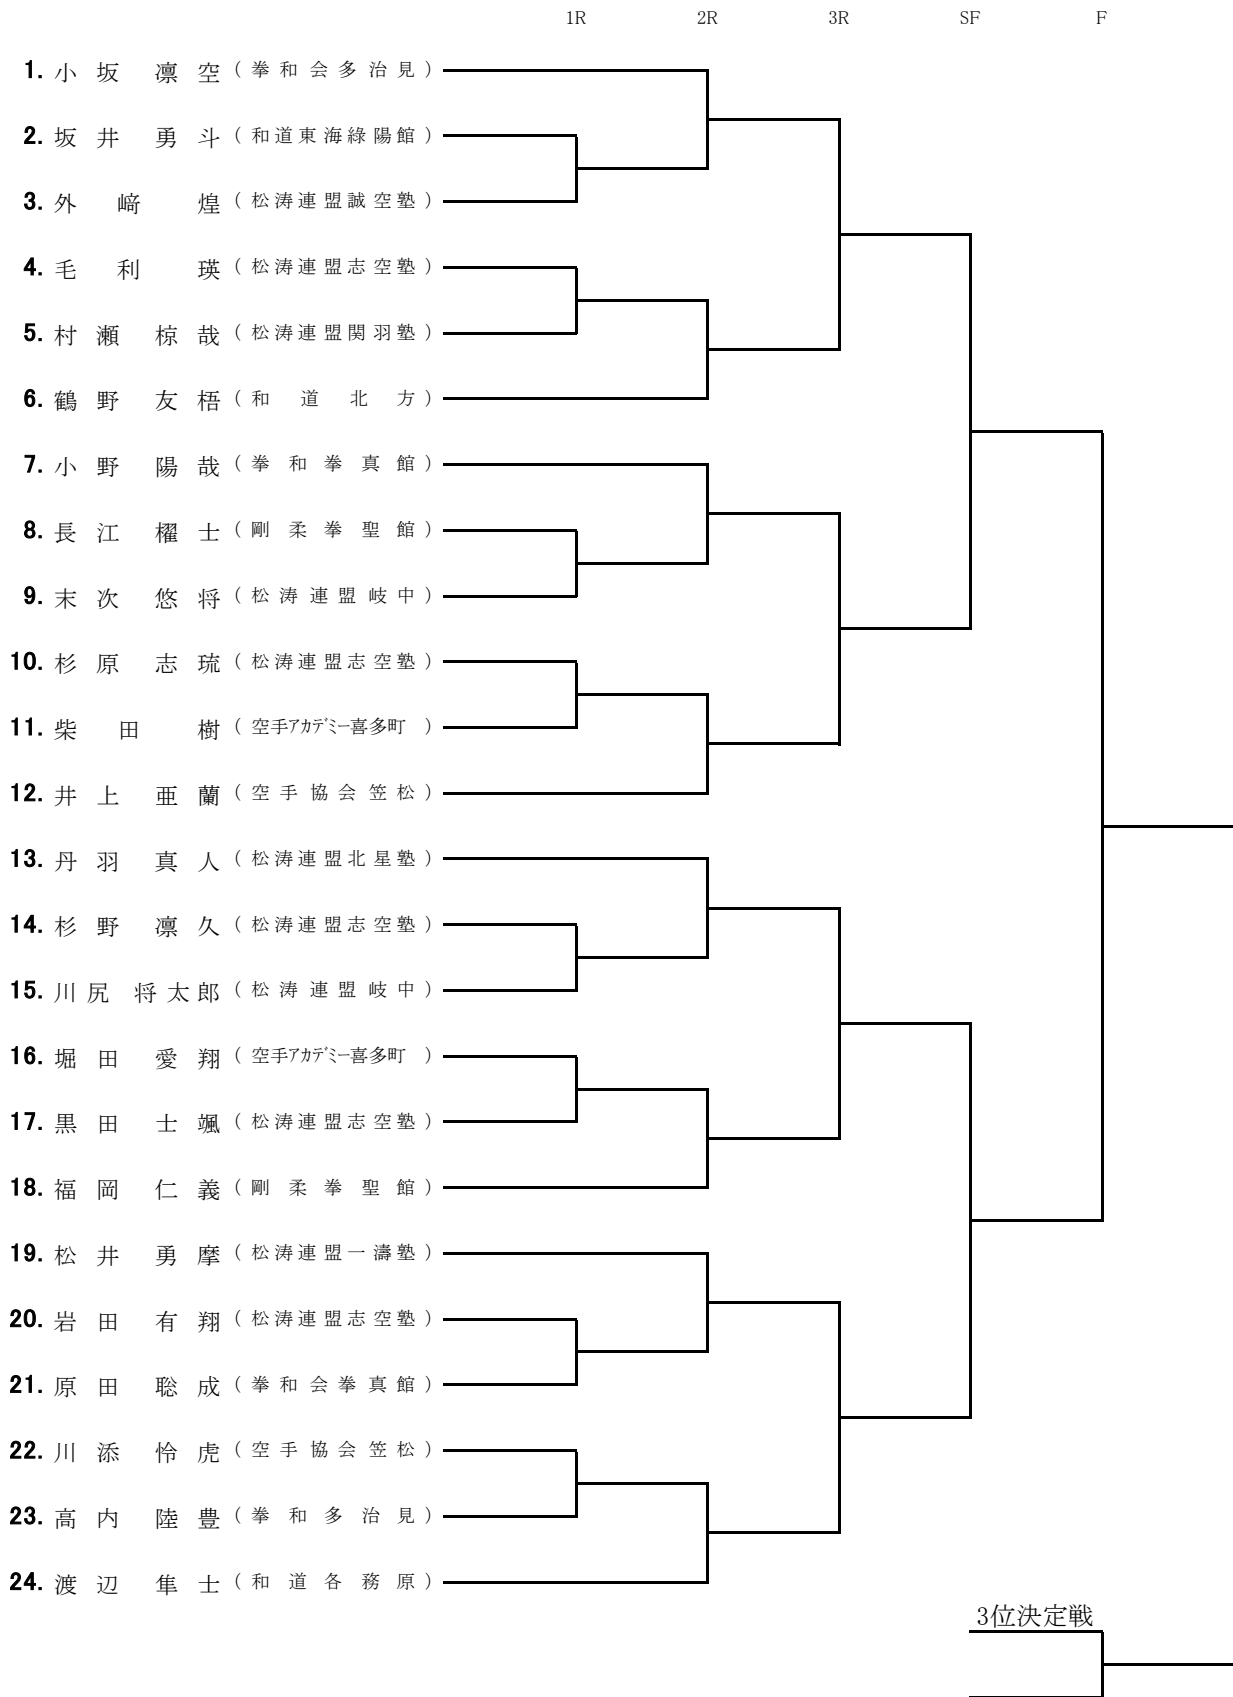 1R 2R 3R SF F
1. 小坂 凛空 (拳和会多治見)
2. 坂井 勇斗 (和道東海綠陽館)
3. 外﨑 煌 (松涛連盟誠空塾)
4. 毛利 瑛 (松涛連盟志空塾)
5. 村瀬 椋哉 (松涛連盟関羽塾)
6. 鶴野 友梧 (和道北方)
7. 小野 陽哉 (拳和拳真館)
8. 長江 櫂士 (剛柔拳聖館)
9. 末次 悠将 (松涛連盟岐中)
10. 杉原 志琉 (松涛連盟志空塾)
11. 柴田 樹 (空手ｱｶﾃﾞﾐｰ喜多町)
12. 井上 亜蘭 (空手協会笠松)
13. 丹羽 真人 (松涛連盟北星塾)
14. 杉野 凛久 (松涛連盟志空塾)
15. 川尻 将太郎 (松涛連盟岐中)
16. 堀田 愛翔 (空手ｱｶﾃﾞﾐｰ喜多町)
17. 黒田 士颯 (松涛連盟志空塾)
18. 福岡 仁義 (剛柔拳聖館)
19. 松井 勇摩 (松涛連盟一濤塾)
20. 岩田 有翔 (松涛連盟志空塾)
21. 原田 聡成 (拳和会拳真館)
22. 川添 怜虎 (空手協会笠松)
23. 高内 陸豊 (拳和多治見)
24. 渡辺 隼士 (和道各務原)
3位決定戦